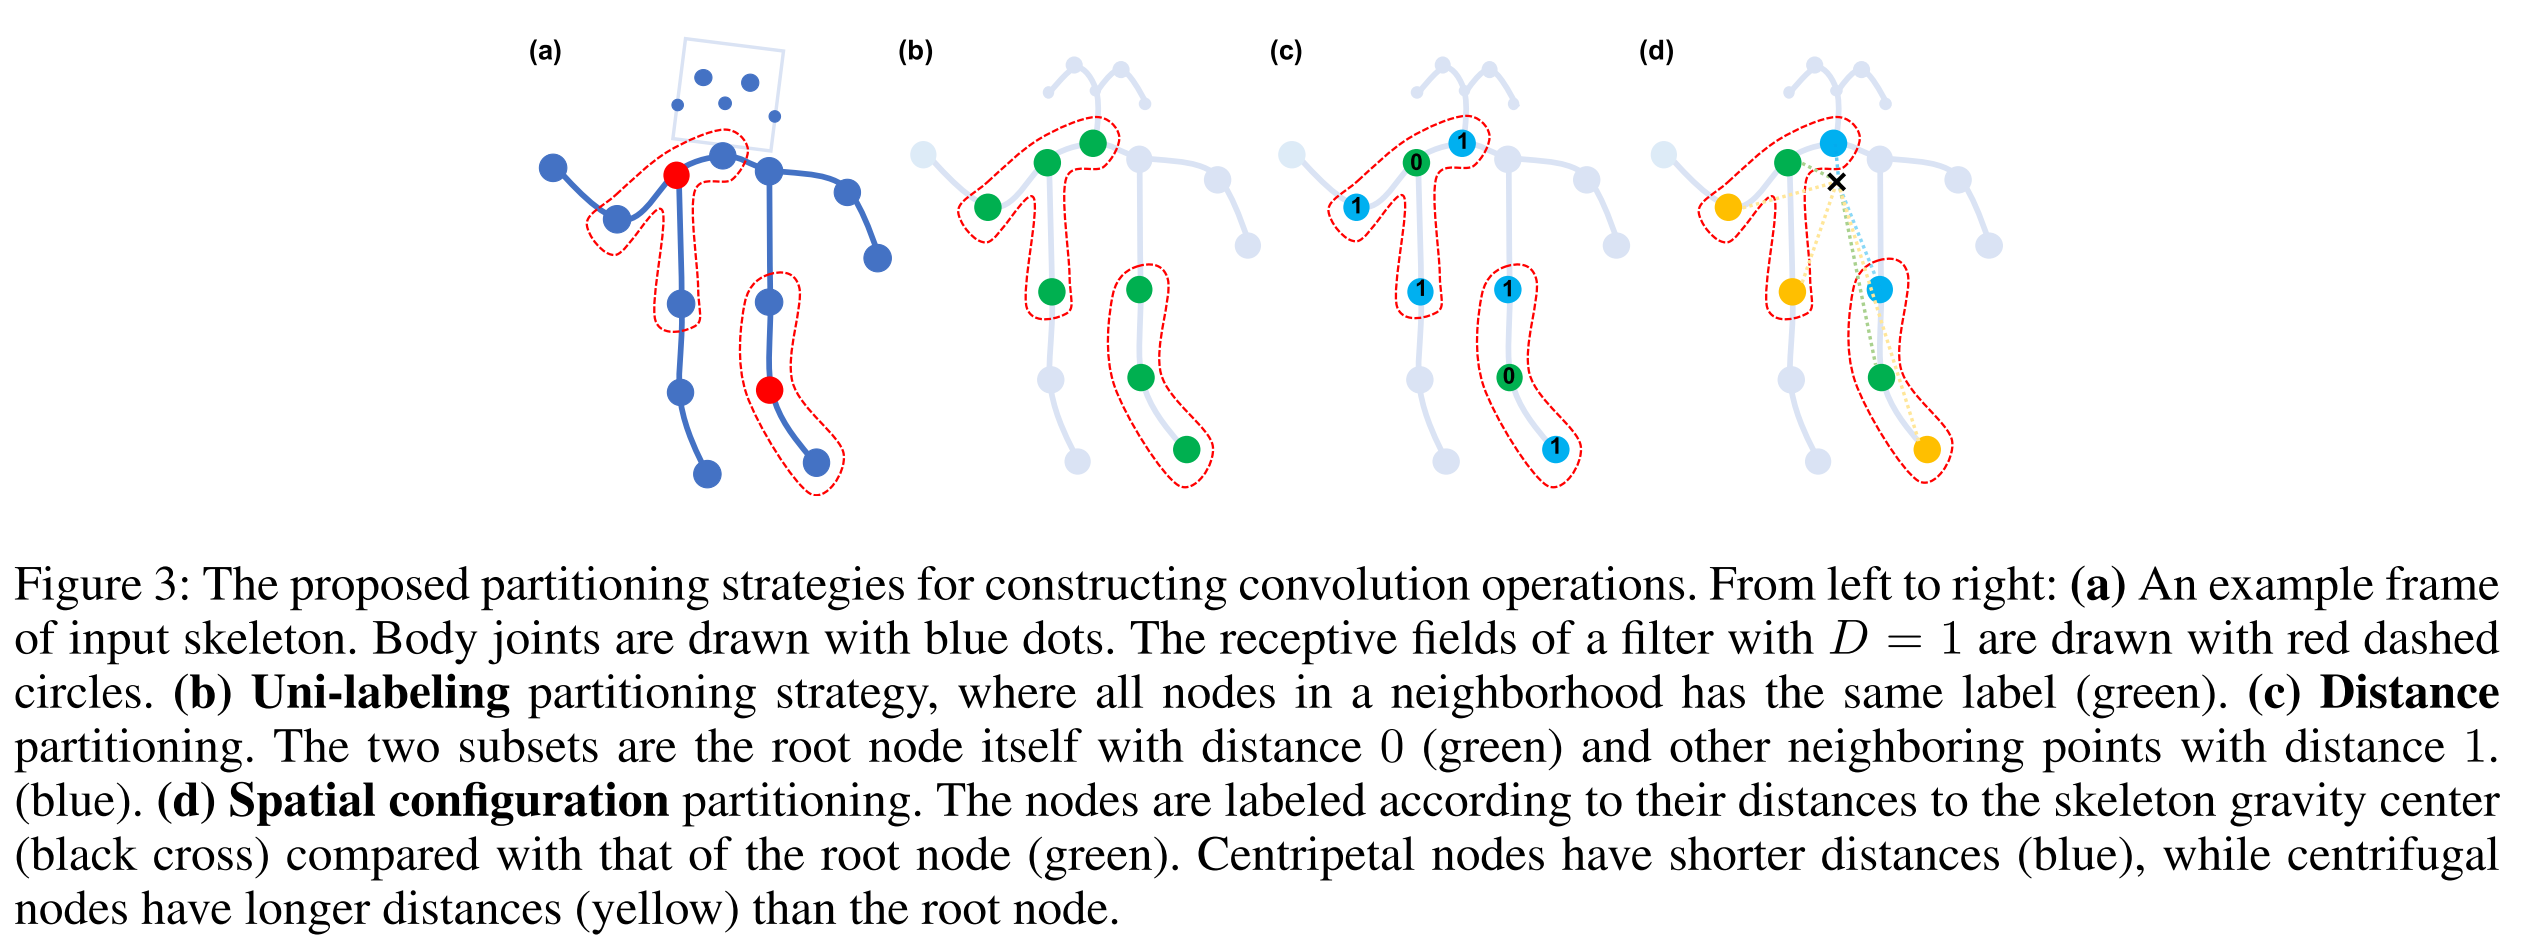 (a) (b) (c) (d)
1
0
1
1
1
0
1
Figure 3: The proposed partitioning strategies for constructing convolution operations. From left to right: (a) An example frame
of input skeleton. Body joints are drawn with blue dots. The receptive fields of a filter with D = 1 are drawn with red dashed
circles. (b) Uni-labeling partitioning strategy, where all nodes in a neighborhood has the same label (green). (c) Distance
partitioning. The two subsets are the root node itself with distance 0 (green) and other neighboring points with distance 1.
(blue). (d) Spatial configuration partitioning. The nodes are labeled according to their distances to the skeleton gravity center
(black cross) compared with that of the root node (green). Centripetal nodes have shorter distances (blue), while centrifugal
nodes have longer distances (yellow) than the root node.